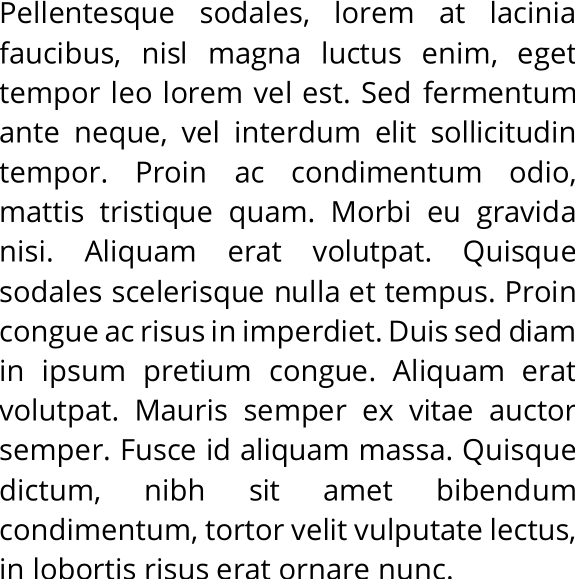 Pellentesque sodales, lorem at lacinia
faucibus, nisl magna luctus enim, eget
tempor leo lorem vel est. Sed fermentum
ante neque, vel interdum elit sollicitudin
tempor. Proin ac condimentum odio,
mattis tristique quam. Morbi eu gravida
nisi. Aliquam erat volutpat. Quisque
sodales scelerisque nulla et tempus. Proin
congue ac risus in imperdiet. Duis sed diam
in ipsum pretium congue. Aliquam erat
volutpat. Mauris semper ex vitae auctor
semper. Fusce id aliquam massa. Quisque
dictum, nibh sit amet bibendum
condimentum, tortor velit vulputate lectus,
in lobortis risus erat ornare nunc.